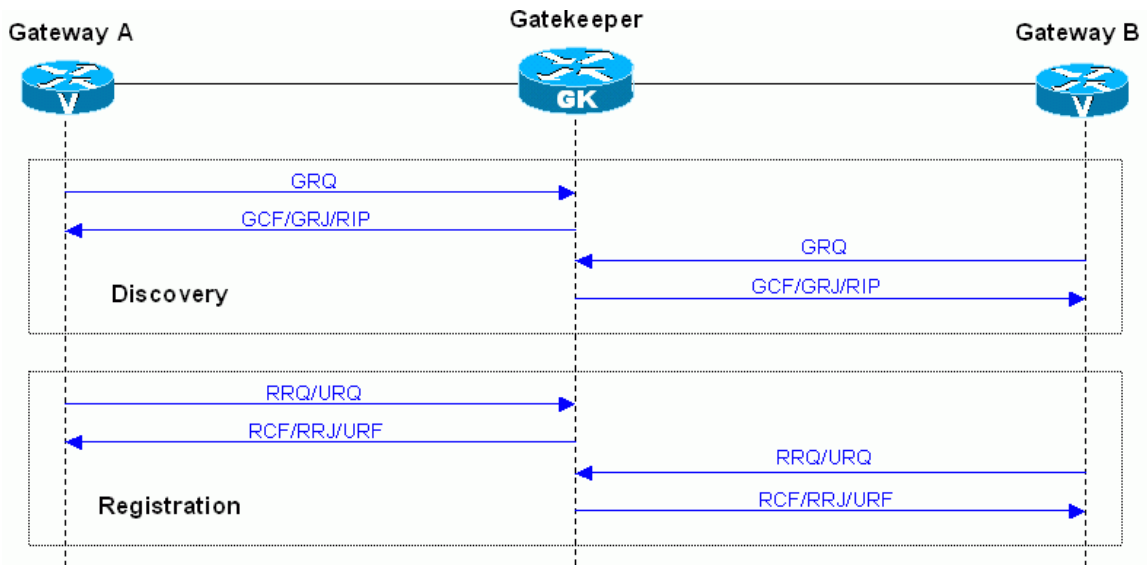 Gateway A
Gatekeeper
Gateway B
V
GK
V
GRQ
GCF/GRJ/RIP
GRQ
GCF/GRJ/RIP
Discovery
RRQ/URQ
RCF/RRJ/URF
RRQ/URQ
RCF/RRJ/URF
Registration